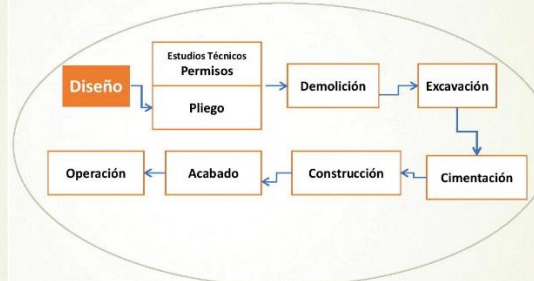 Diseño
Estudios Técnicos
Permisos
Pliego
Demolición
Excavación
Cimentación
Construcción
Acabado
Operación